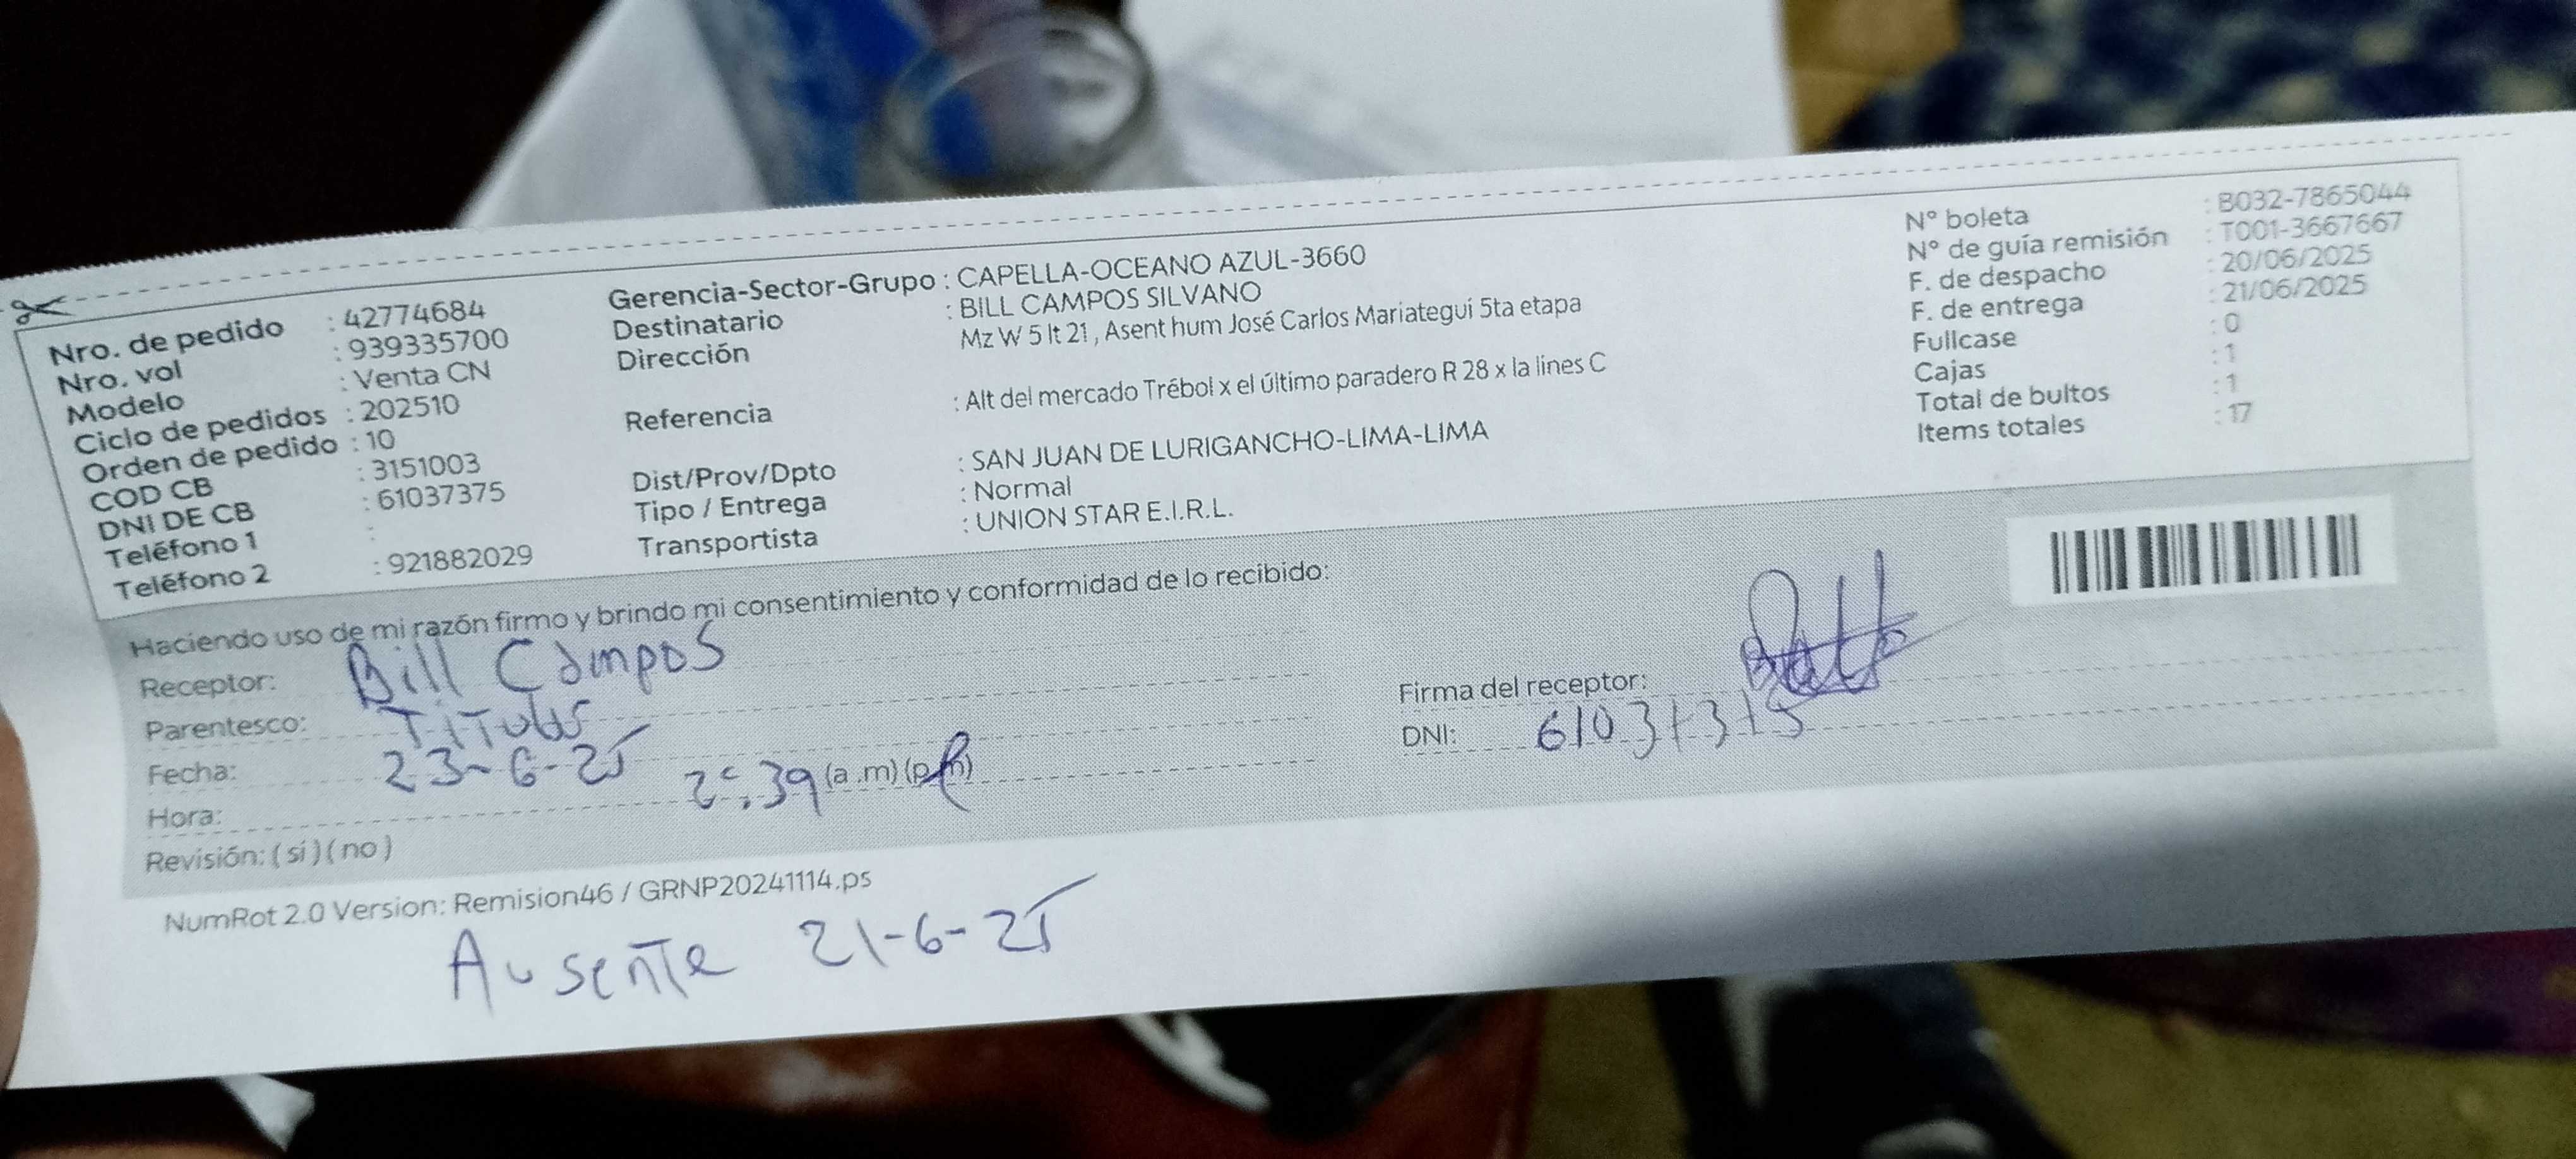 Nro. de pedido : 42774684
Nro. vol : 939335700
Modelo : Venta CN
Ciclo de pedidos : 202510
Orden de pedido : 10
COD CB : 3151003
DNI DE CB : 61037375
Teléfono 1 :
Teléfono 2 : 921882029
Gerencia-Sector-Grupo : CAPELLA-OCEANO AZUL-3660
Destinatario : BILL CAMPOS SILVANO
Dirección Mz W 5 lt 21 , Asent hum José Carlos Mariategui 5ta etapa
Referencia : Alt del mercado Trébol x el último paradero R 28 x la lines C
Dist/Prov/Dpto : SAN JUAN DE LURIGANCHO-LIMA-LIMA
Tipo / Entrega : Normal
Transportista : UNION STAR E.I.R.L.
N° boleta : B032-7865044
N° de guía remisión : T001-3667667
F. de despacho : 20/06/2025
F. de entrega : 21/06/2025
Fullcase : 0
Cajas : 1
Total de bultos : 1
Items totales : 17
Haciendo uso de mi razón firmo y brindo mi consentimiento y conformidad de lo recibido:
Receptor: Bill Campos
Parentesco:
Fecha: 23-6-25
Hora: (a.m) (p.m)
Revisión: ( sí ) ( no )
Firma del receptor:
DNI: 61037375
NumRot 2.0 Version: Remision46 / GRNP20241114.ps
Ausente 21-6-25